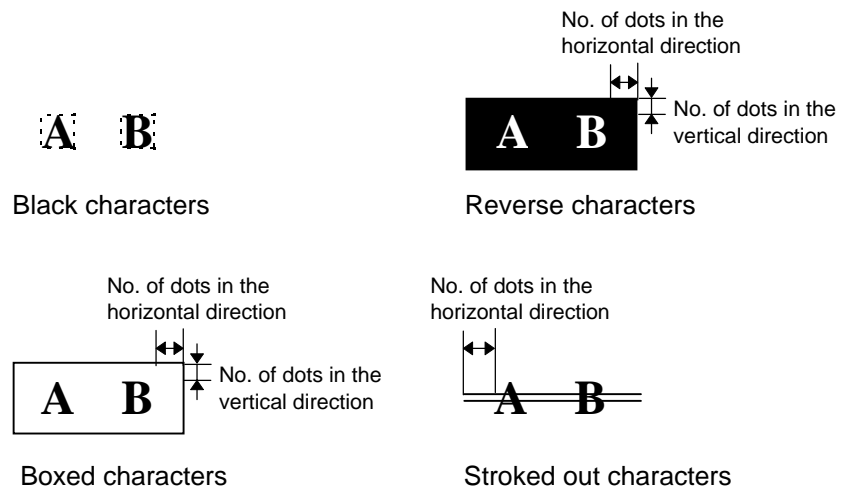 No. of dots in the
horizontal direction
No. of dots in the
vertical direction
A B
A B
Black characters
Reverse characters
No. of dots in the
horizontal direction
No. of dots in the
horizontal direction
No. of dots in the
vertical direction
A B
A B
Boxed characters
Stroked out characters